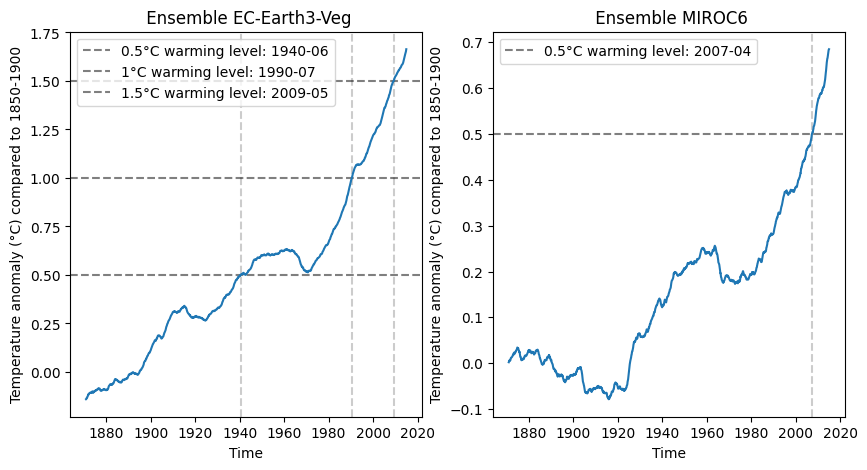 Ensemble EC-Earth3-Veg
Temperature anomaly (°C) compared to 1850-1900
1.75
1.50
1.25
1.00
0.75
0.50
0.25
0.00
0.5°C warming level: 1940-06
1°C warming level: 1990-07
1.5°C warming level: 2009-05
1880 1900 1920 1940 1960 1980 2000 2020
Time
Ensemble MIROC6
Temperature anomaly (°C) compared to 1850-1900
0.7
0.6
0.5
0.4
0.3
0.2
0.1
0.0
−0.1
0.5°C warming level: 2007-04
1880 1900 1920 1940 1960 1980 2000 2020
Time